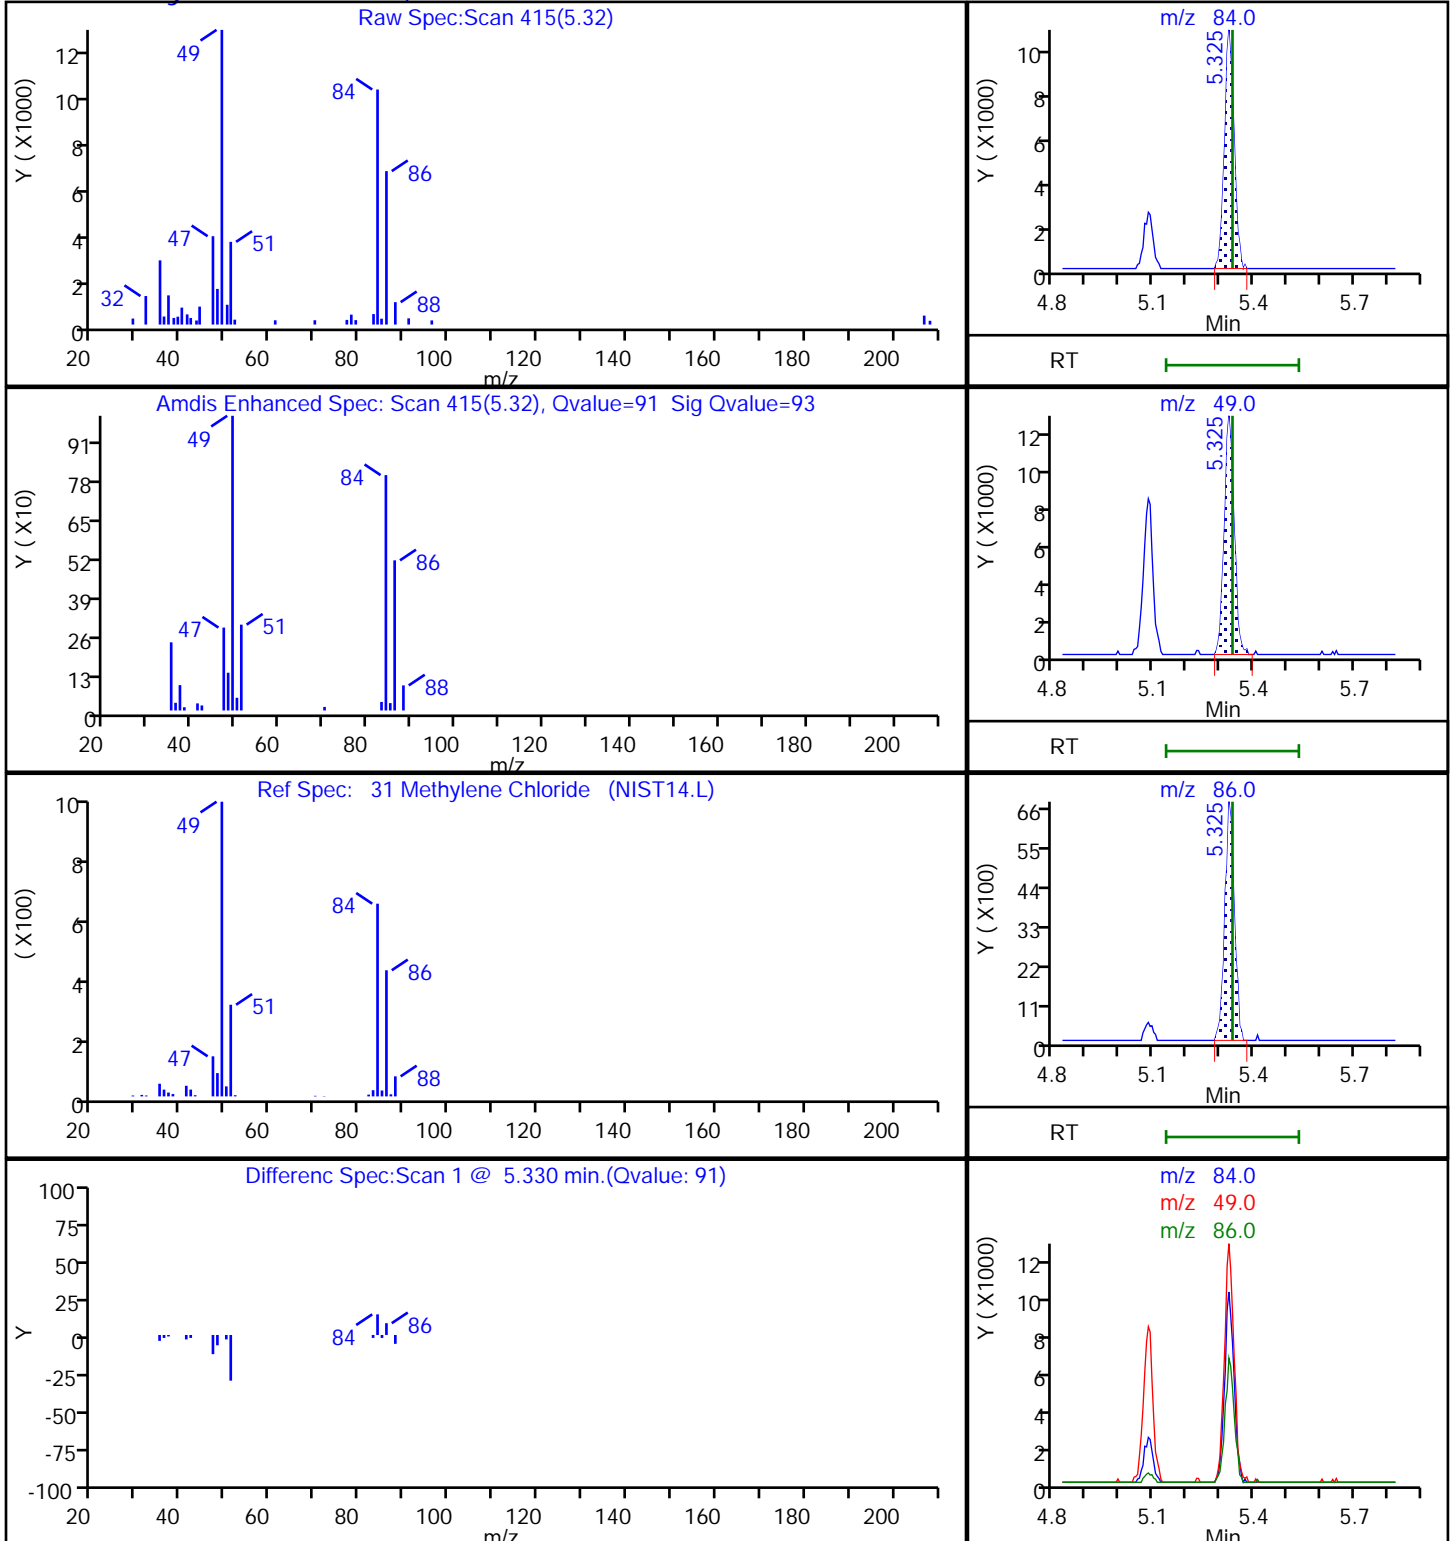 Raw Spec:Scan 415(5.32)
Y ( X1000)
12
10
8
6
4
2
0
49
84
86
47
51
32
88
20 40 60 80 100 120 140 160 180 200
m/z
m/z 84.0
Y ( X1000)
10
8
6
4
2
0
5.325
4.8 5.1 5.4 5.7
Min
RT
Amdis Enhanced Spec: Scan 415(5.32), Qvalue=91 Sig Qvalue=93
Y ( X10)
91
78
65
52
39
26
13
0
49
84
86
47
51
88
20 40 60 80 100 120 140 160 180 200
m/z
m/z 49.0
Y ( X1000)
12
10
8
6
4
2
0
5.325
4.8 5.1 5.4 5.7
Min
RT
Ref Spec: 31 Methylene Chloride (NIST14.L)
( X100)
10
8
6
4
2
0
49
84
86
51
47
88
20 40 60 80 100 120 140 160 180 200
m/z 86.0
Y ( X100)
66
55
44
33
22
11
0
5.325
4.8 5.1 5.4 5.7
Min
RT
Differenc Spec:Scan 1 @ 5.330 min.(Qvalue: 91)
Y
100
75
50
25
0
-25
-50
-75
-100
84
86
20 40 60 80 100 120 140 160 180 200
m/z
m/z 84.0
m/z 49.0
m/z 86.0
Y ( X1000)
12
10
8
6
4
2
0
4.8 5.1 5.4 5.7
Min